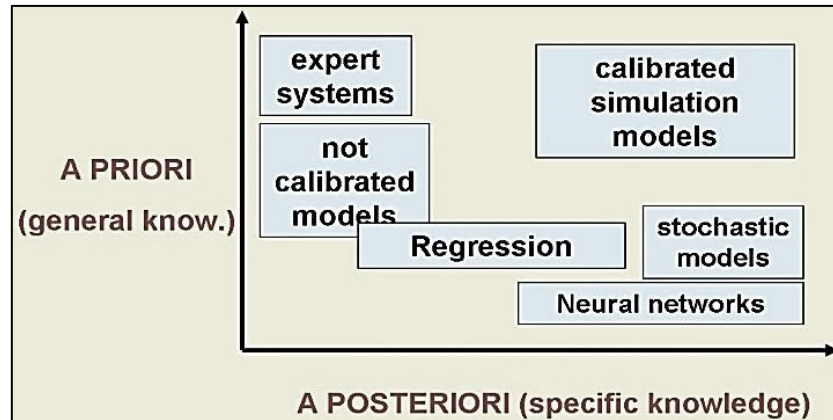 expert
systems
calibrated
simulation
models
not
calibrated
models
A PRIORI
(general know.)
Regression
stochastic
models
Neural networks
A POSTERIORI (specific knowledge)